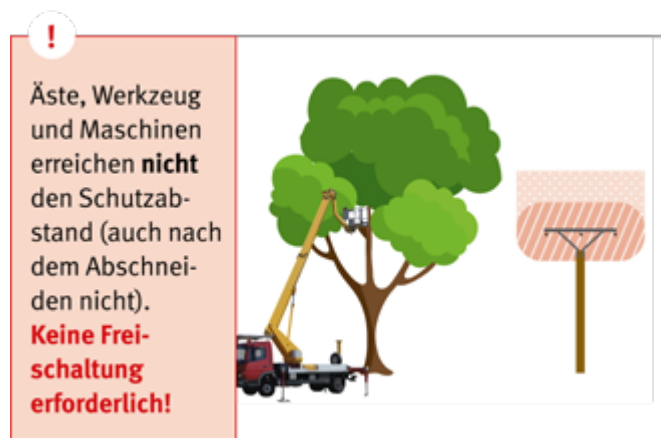 !
Äste, Werkzeug
und Maschinen
erreichen nicht
den Schutzab-
stand (auch nach
dem Abschnei-
den nicht).
Keine Frei-
schaltung
erforderlich!